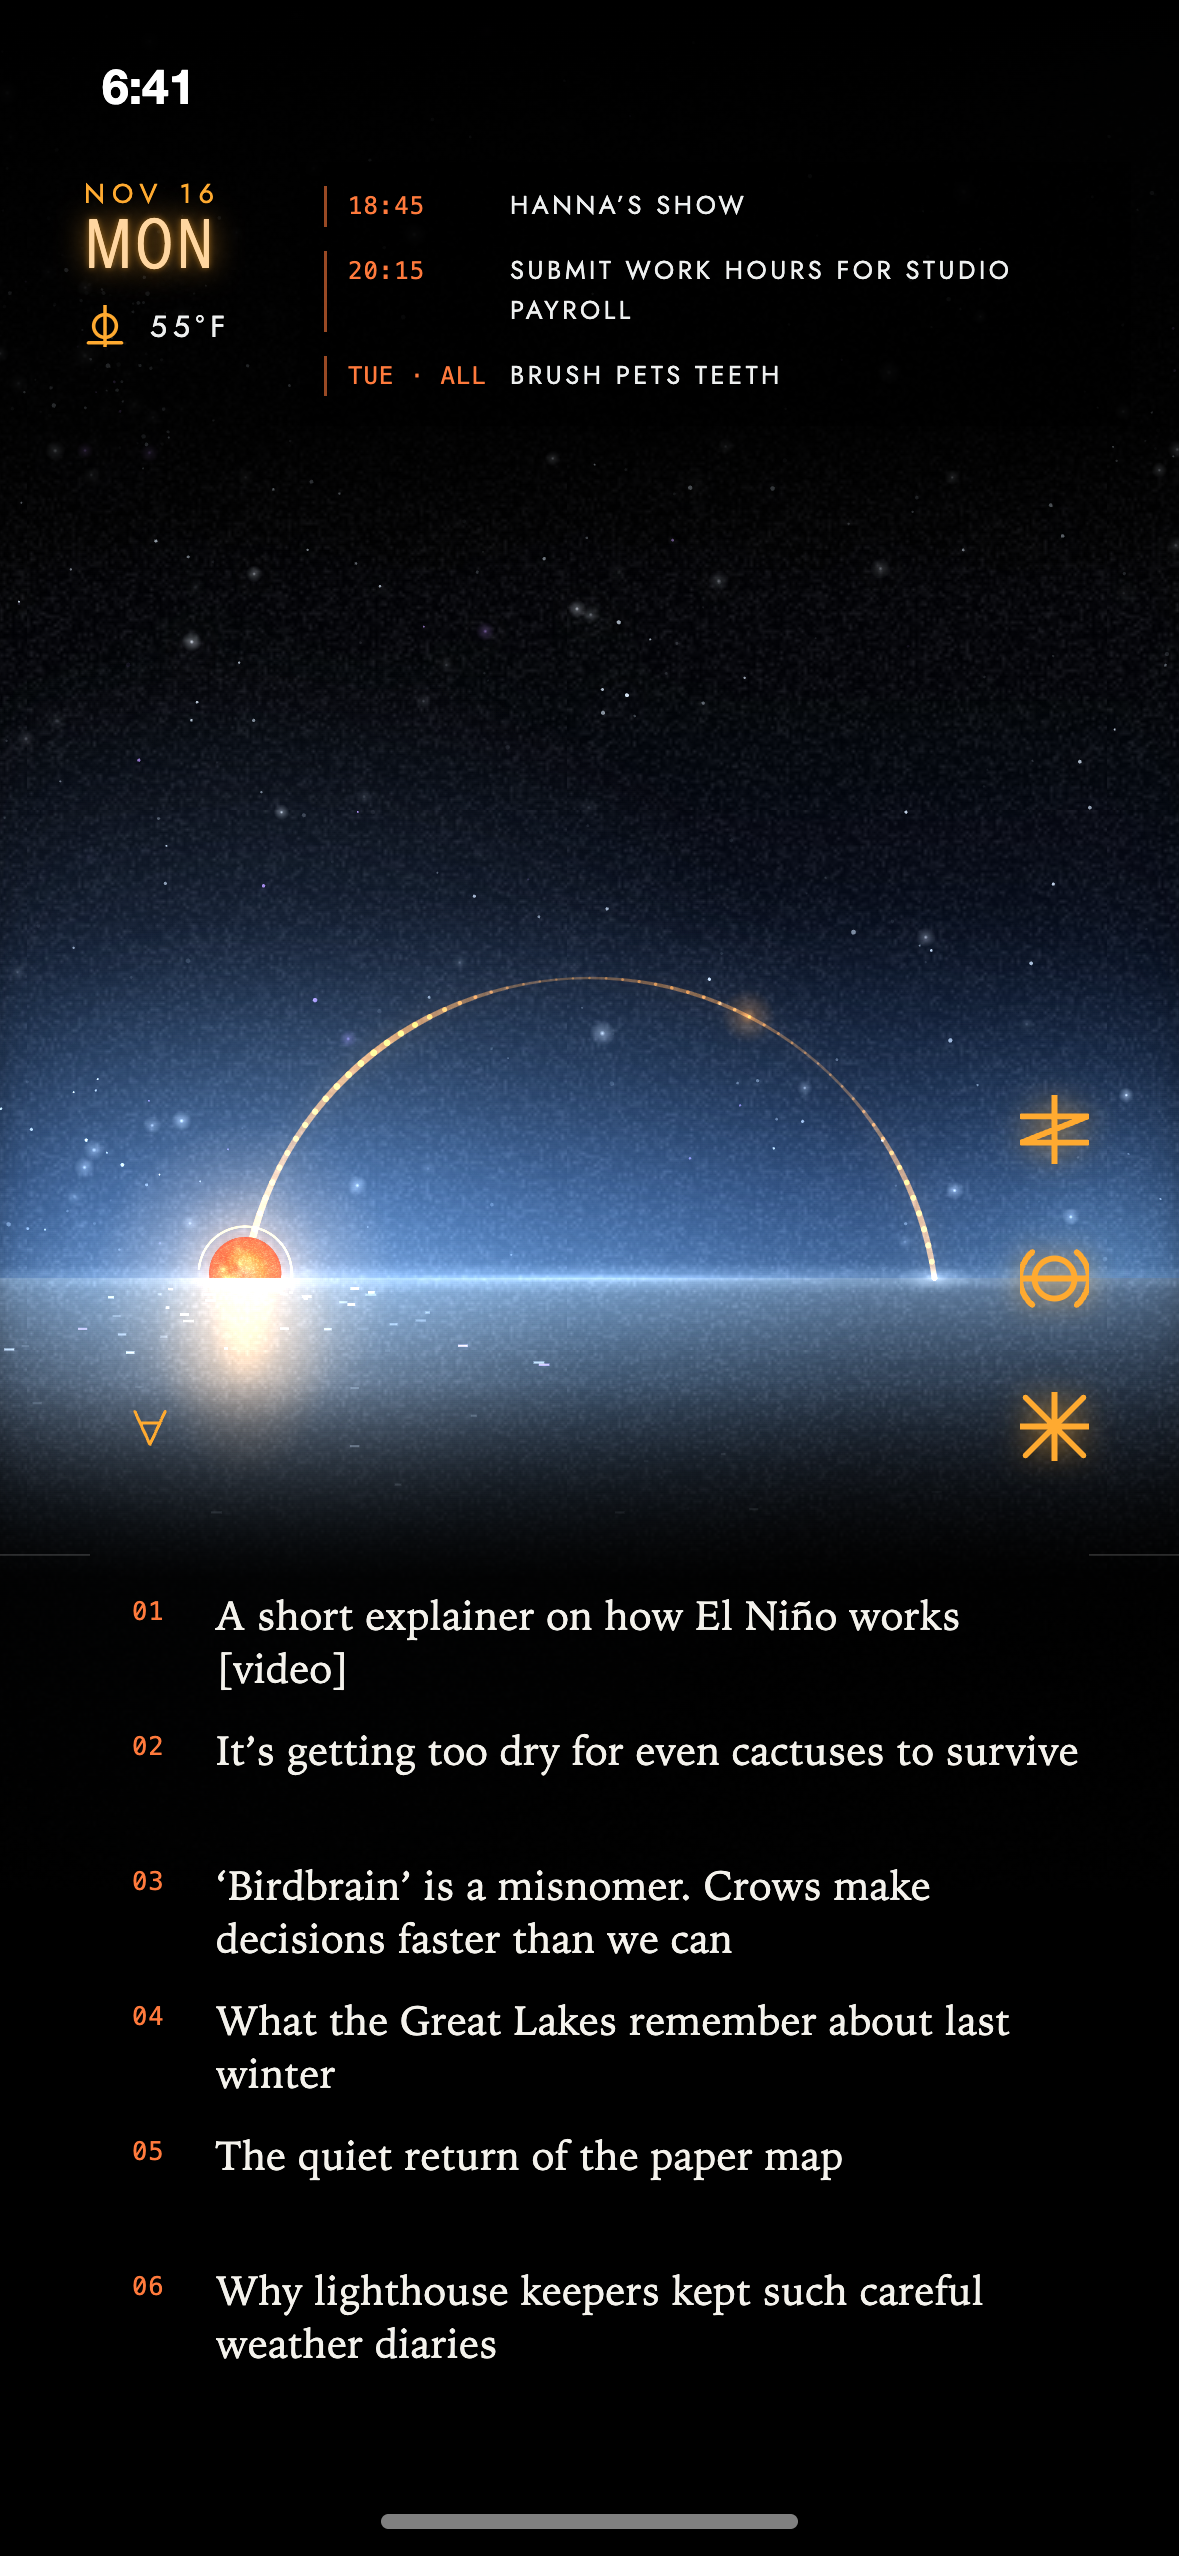 6:41
NOV 16
MON
55°F
18:45 HANNA’S SHOW
20:15 SUBMIT WORK HOURS FOR STUDIO
PAYROLL
TUE · ALL BRUSH PETS TEETH
01 A short explainer on how El Niño works
[video]
02 It’s getting too dry for even cactuses to survive
03 ‘Birdbrain’ is a misnomer. Crows make
decisions faster than we can
04 What the Great Lakes remember about last
winter
05 The quiet return of the paper map
06 Why lighthouse keepers kept such careful
weather diaries